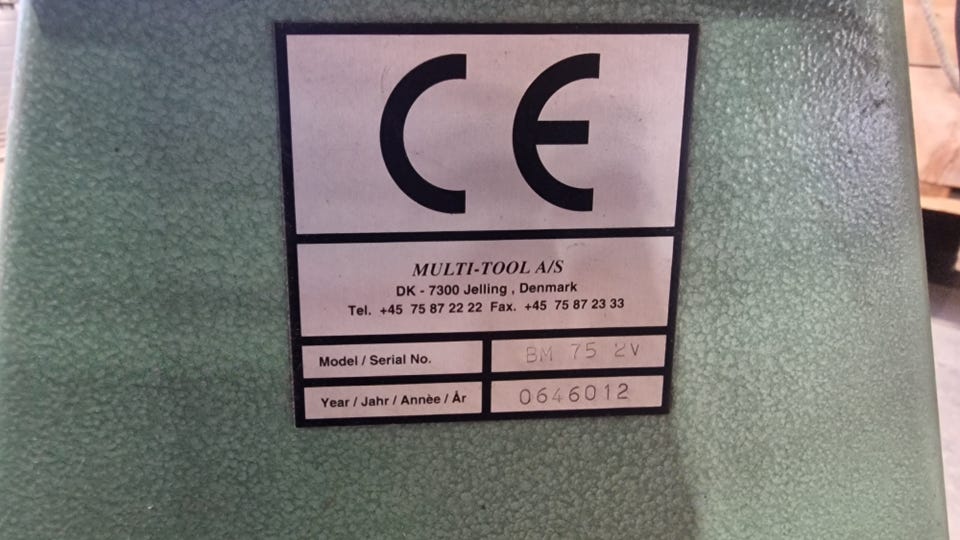 CE
MULTI-TOOL A/S
DK - 7300 Jelling , Denmark
Tel. +45 75 87 22 22 Fax. +45 75 87 23 33
Model / Serial No. BM 75 2V
Year / Jahr / Annèe / År 0646012